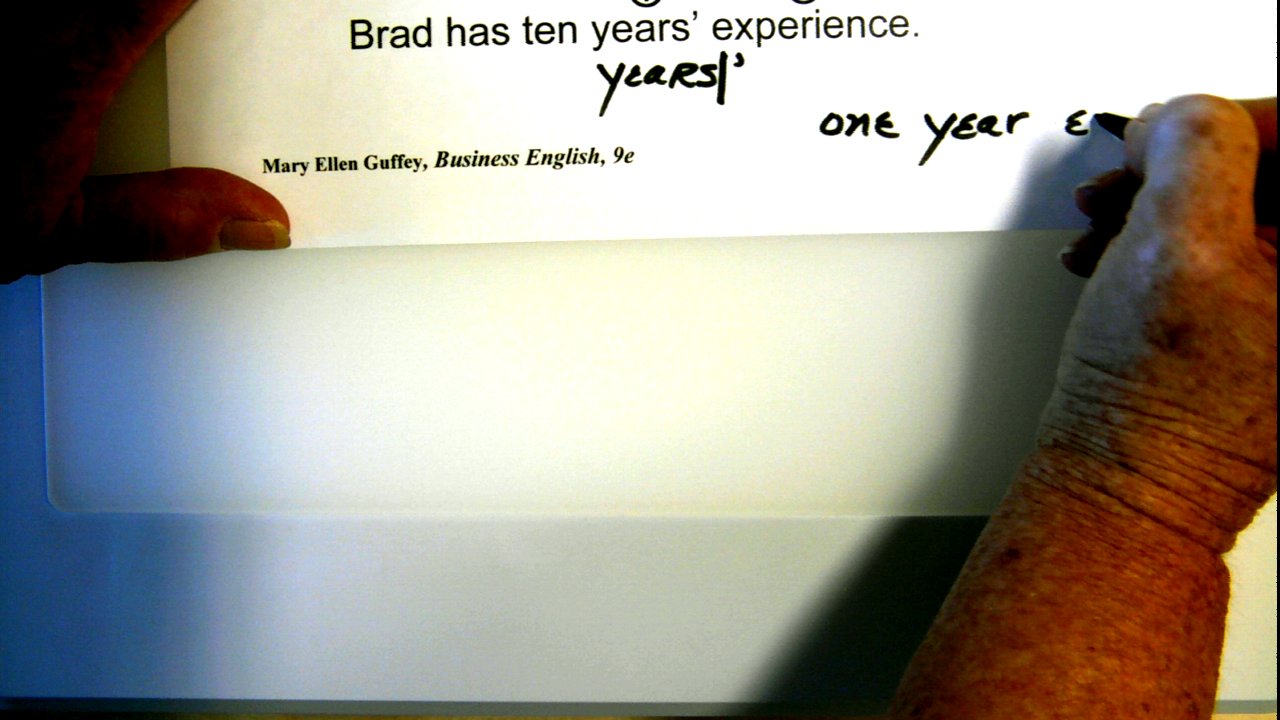 Brad has ten years’ experience.
yEaRs|’
onE yEar E
Mary Ellen Guffey, Business English, 9e